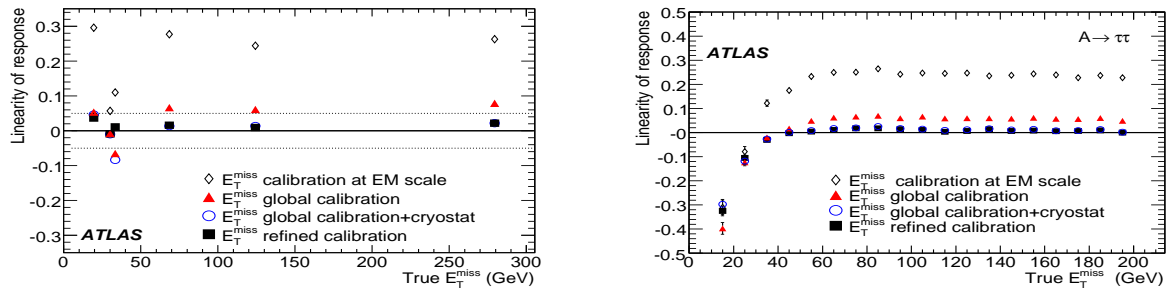 Linearity of response
0.3
0.2
0.1
0
-0.1
-0.2
-0.3
ATLAS
E_T^miss calibration at EM scale
E_T^miss global calibration
E_T^miss global calibration+cryostat
E_T^miss refined calibration
0 50 100 150 200 250 300
True E_T^miss (GeV)
Linearity of response
0.5
0.4
0.3
0.2
0.1
-0
-0.1
-0.2
-0.3
-0.4
-0.5
ATLAS
A→ ττ
E_T^miss calibration at EM scale
E_T^miss global calibration
E_T^miss global calibration+cryostat
E_T^miss refined calibration
0 20 40 60 80 100 120 140 160 180 200
True E_T^miss (GeV)